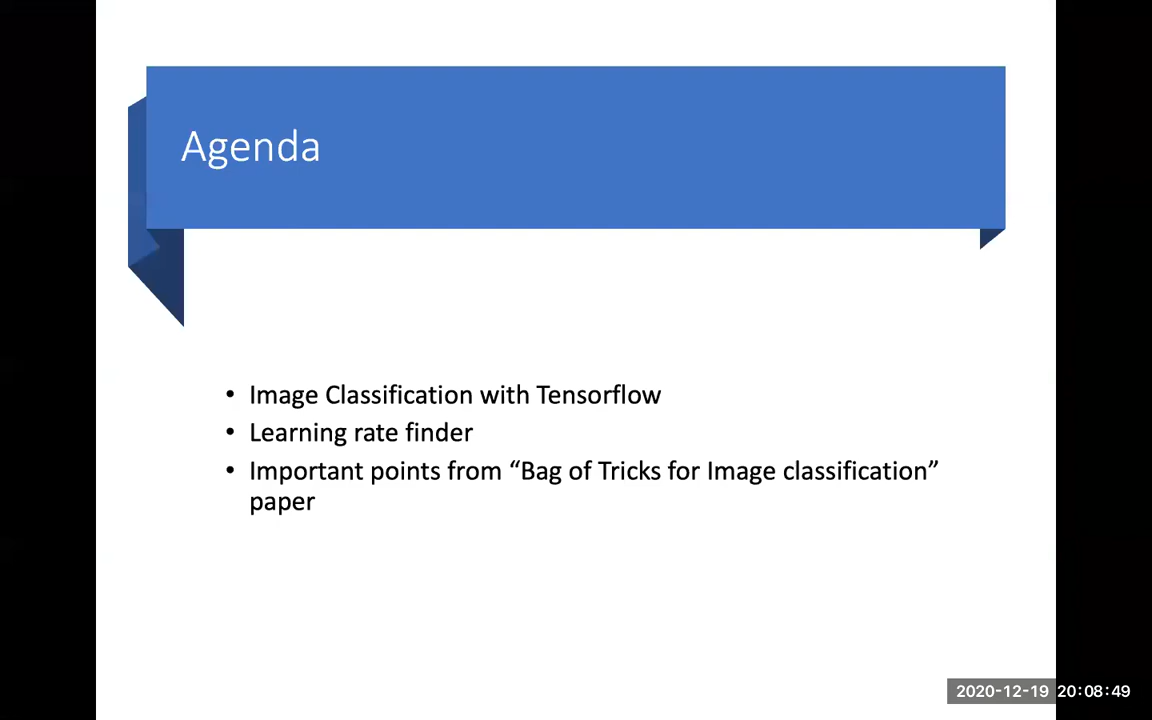 Agenda
• Image Classification with Tensorflow
• Learning rate finder
• Important points from “Bag of Tricks for Image classification”
paper
2020-12-19 20:08:49